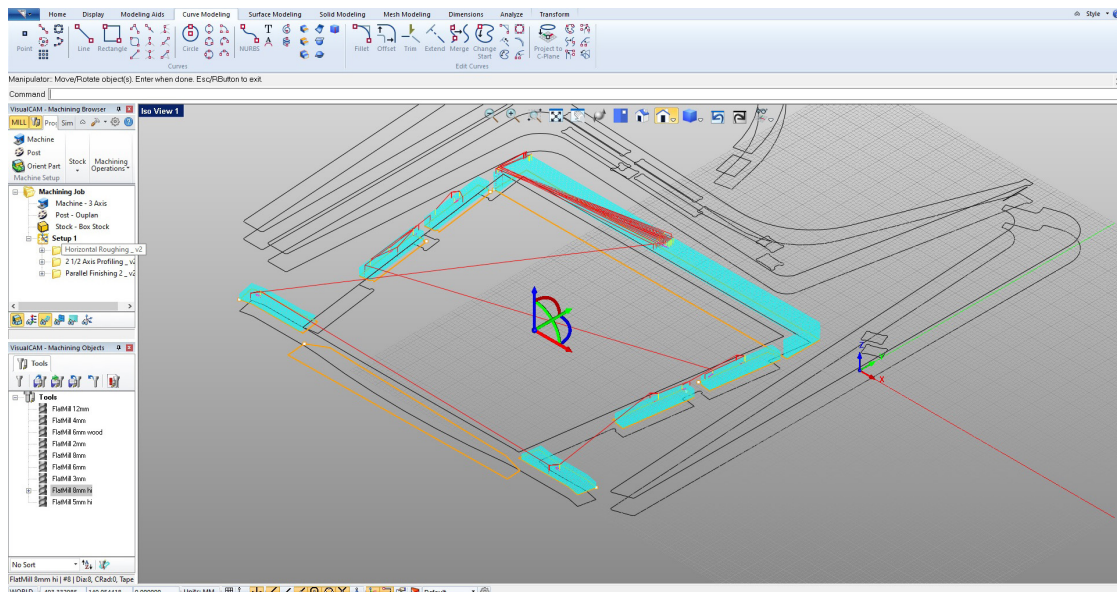 Home Display Modeling Aids Curve Modeling Surface Modeling Solid Modeling Mesh Modeling Dimensions Analyze Transform Style
Point Line Rectangle Circle NURBS T A Fillet Offset Trim Extend Merge Change Start Project to C-Plane
Curves Edit Curves
Manipulator: Move/Rotate object(s). Enter when done. Esc/RButton to exit.
Command
VisualCAM - Machining Browser
MILL Pro Sim
Machine
Post
Orient Part
Stock
Machining Operations
Machine Setup
Machining Job
Machine - 3 Axis
Post - Ouplan
Stock - Box Stock
Setup 1
Horizontal Roughing _ v2
2 1/2 Axis Profiling _ v2
Parallel Finishing 2 _ v2
VisualCAM - Machining Objects
Tools
Tools
FlatMill 12mm
FlatMill 4mm
FlatMill 6mm wood
FlatMill 2mm
FlatMill 8mm
FlatMill 6mm
FlatMill 3mm
FlatMill 8mm hi
FlatMill 5mm hi
No Sort
FlatMill 8mm hi | #8 | Dia:8, CRad:0, Tape
Iso View 1
Z
X
Units: MM
Default